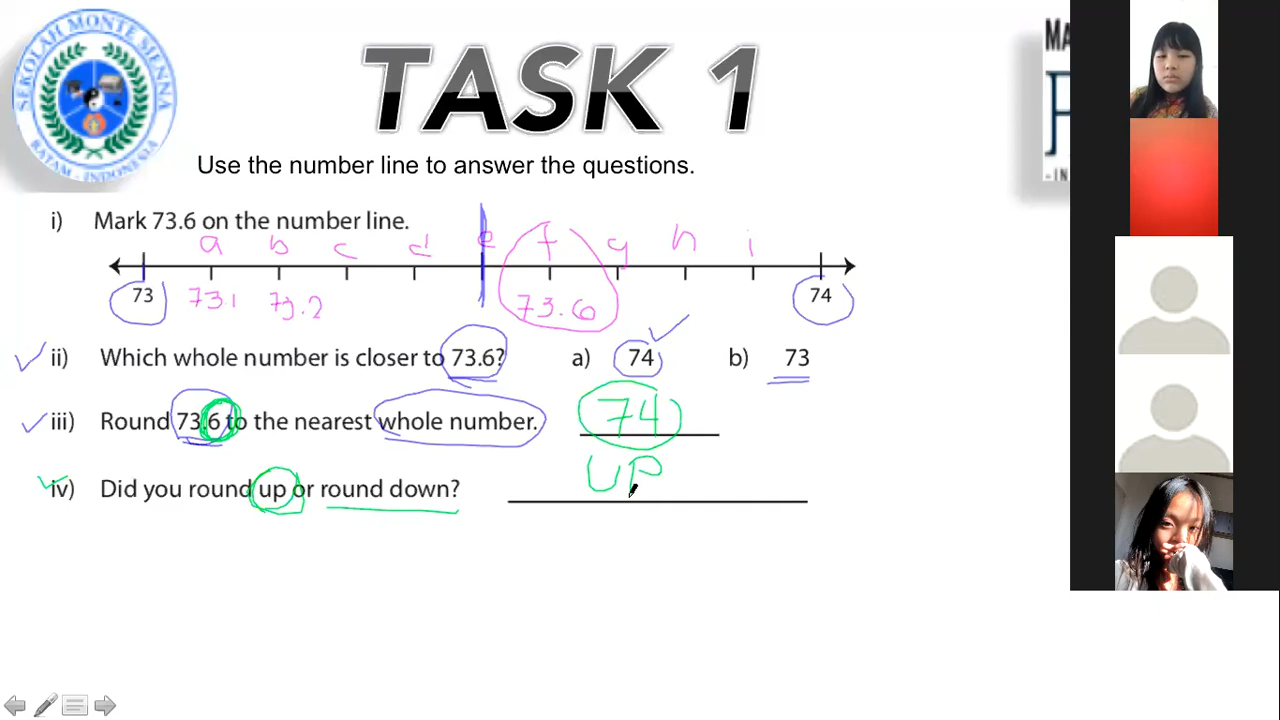 SEKOLAH MONTE SIENNA
BATAM - INDONESIA
TASK 1
MA
Use the number line to answer the questions.
i) Mark 73.6 on the number line.
a b c d e f g h i
73 73.1 73.2 73.6 74
ii) Which whole number is closer to 73.6? a) 74 b) 73
iii) Round 73.6 to the nearest whole number. 74
iv) Did you round up or round down? UP